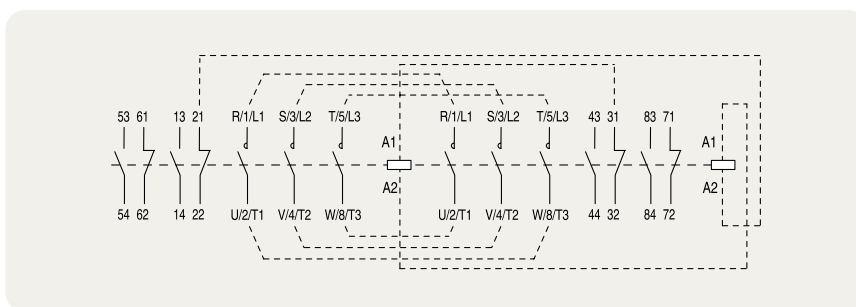 53 61 13 21 R/1/L1 S/3/L2 T/5/L3 R/1/L1 S/3/L2 T/5/L3 43 31 83 71
A1 A1
A2 A2
54 62 14 22 U/2/T1 V/4/T2 W/8/T3 U/2/T1 V/4/T2 W/8/T3 44 32 84 72